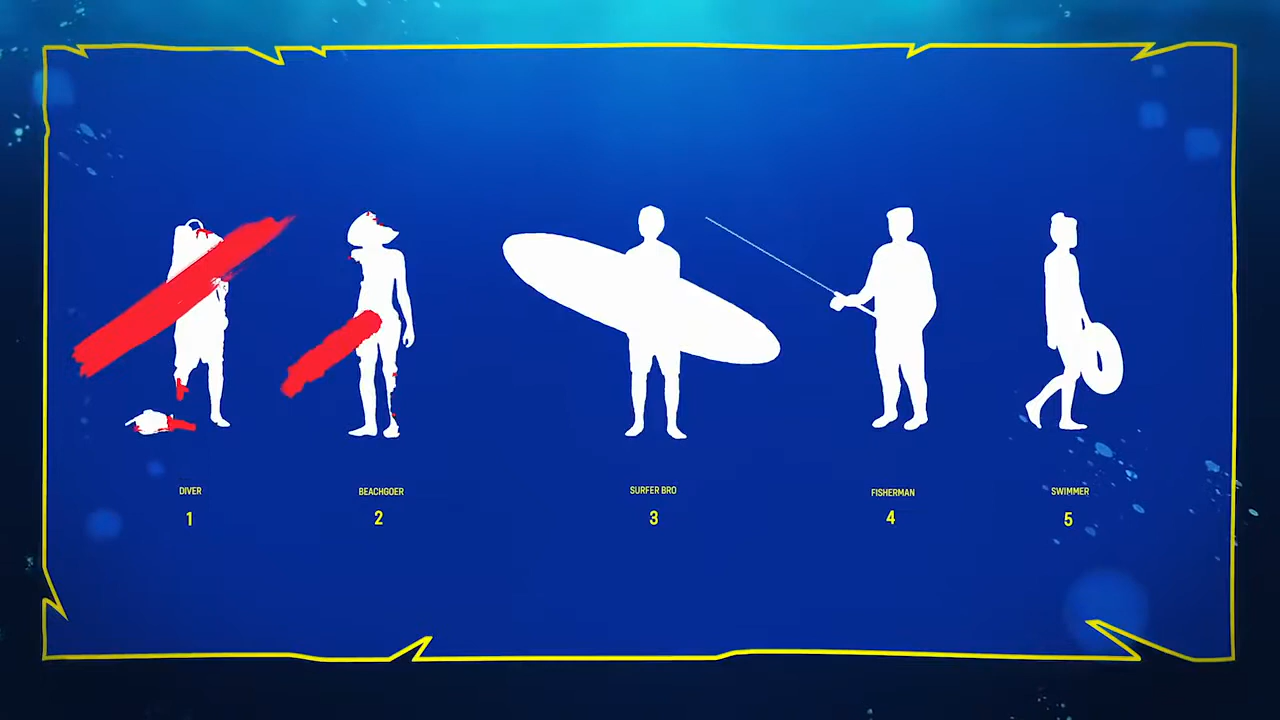 DIVER
1
BEACHGOER
2
SURFER BRO
3
FISHERMAN
4
SWIMMER
5